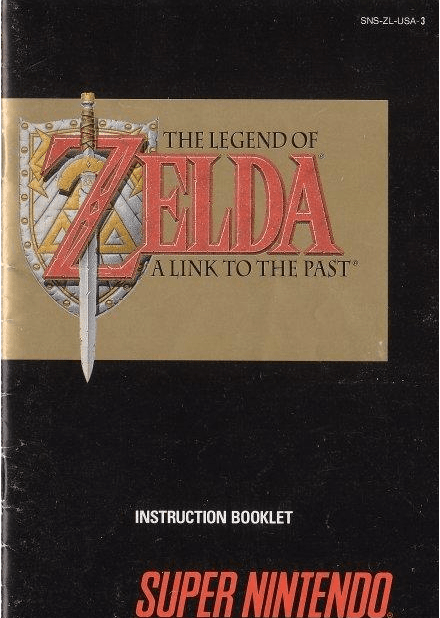 SNS-ZL-USA-3
THE LEGEND OF
ZELDA®
A LINK TO THE PAST®
INSTRUCTION BOOKLET
SUPER NINTENDO®